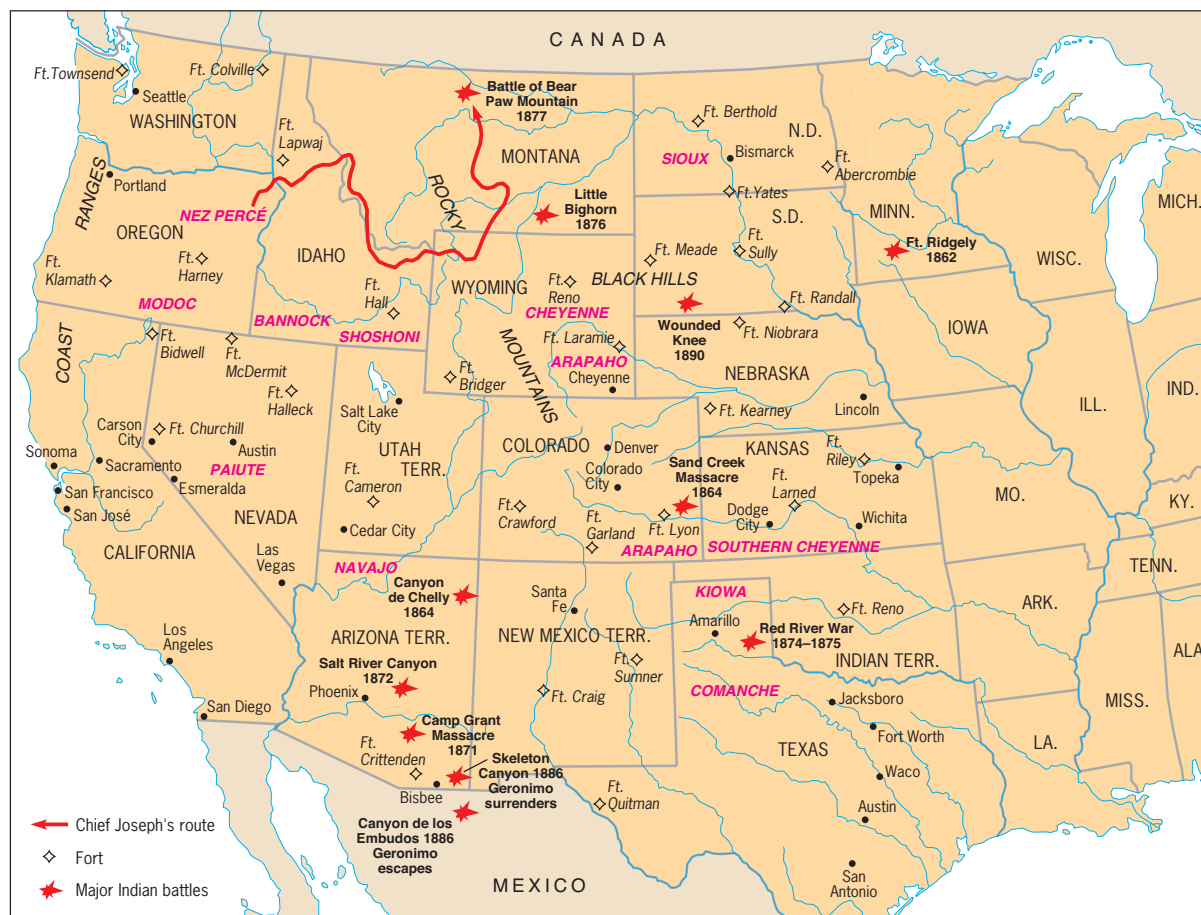 CANADA
Ft.Townsend
Ft. Colville
Seattle
WASHINGTON
Ft.
Lapwaj
Battle of Bear
Paw Mountain
1877
MONTANA
Ft. Berthold
N.D.
SIOUX
Bismarck
Ft.
Abercrombie
MICH.
RANGES
Portland
NEZ PERCÉ
OREGON
ROCKY
Little
Bighorn
1876
Ft.Yates
S.D.
MINN.
Ft. Ridgely
1862
WISC.
IDAHO
Ft.
Klamath
Ft.
Harney
Ft. Meade
Ft.
Sully
WYOMING
BLACK HILLS
Ft.
Hall
Ft.
Reno
MODOC
BANNOCK
SHOSHONI
CHEYENNE
Ft. Randall
COAST
Ft.
Bidwell
Ft.
McDermit
MOUNTAINS
Ft. Laramie
Wounded
Knee
1890
Ft. Niobrara
IOWA
ARAPAHO
Ft.
Bridger
Cheyenne
NEBRASKA
IND.
Ft.
Halleck
Salt Lake
City
Ft. Kearney
Lincoln
ILL.
Carson
City
Ft. Churchill
Austin
UTAH
TERR.
COLORADO
Denver
KANSAS
Ft.
Riley
Sonoma
Sacramento
PAIUTE
Esmeralda
Ft.
Cameron
Colorado
City
Sand Creek
Massacre
1864
Ft.
Larned
Topeka
MO.
San Francisco
San José
NEVADA
Ft.
Crawford
Ft.
Garland
Ft. Lyon
Dodge
City
Wichita
KY.
CALIFORNIA
Cedar City
ARAPAHO
SOUTHERN CHEYENNE
Las
Vegas
NAVAJO
Canyon
de Chelly
1864
Santa
Fe
KIOWA
TENN.
Los
Angeles
ARIZONA TERR.
NEW MEXICO TERR.
Amarillo
Red River War
1874–1875
Ft. Reno
ARK.
INDIAN TERR.
ALA
Salt River Canyon
1872
Phoenix
Ft.
Sumner
Ft. Craig
COMANCHE
Jacksboro
MISS.
San Diego
Camp Grant
Massacre
1871
Ft.
Crittenden
Fort Worth
LA.
TEXAS
Skeleton
Canyon 1886
Geronimo
surrenders
Bisbee
Waco
Ft.
Quitman
Austin
Canyon de los
Embudos 1886
Geronimo
escapes
San
Antonio
MEXICO
Chief Joseph's route
Fort
Major Indian battles